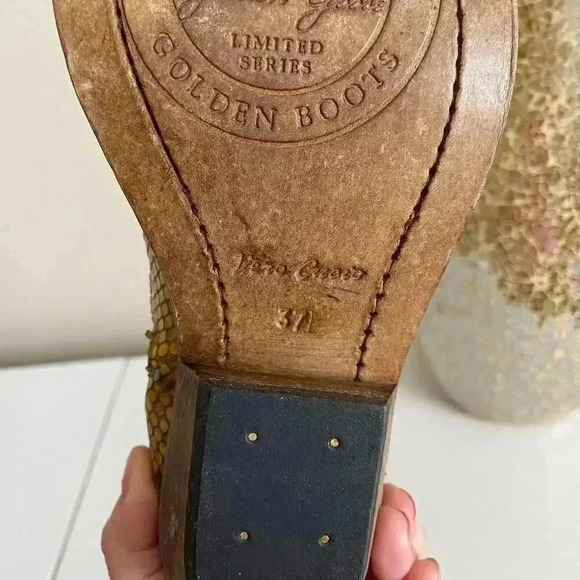 LIMITED
SERIES
GOLDEN BOOTS
Vero Cuoio
37